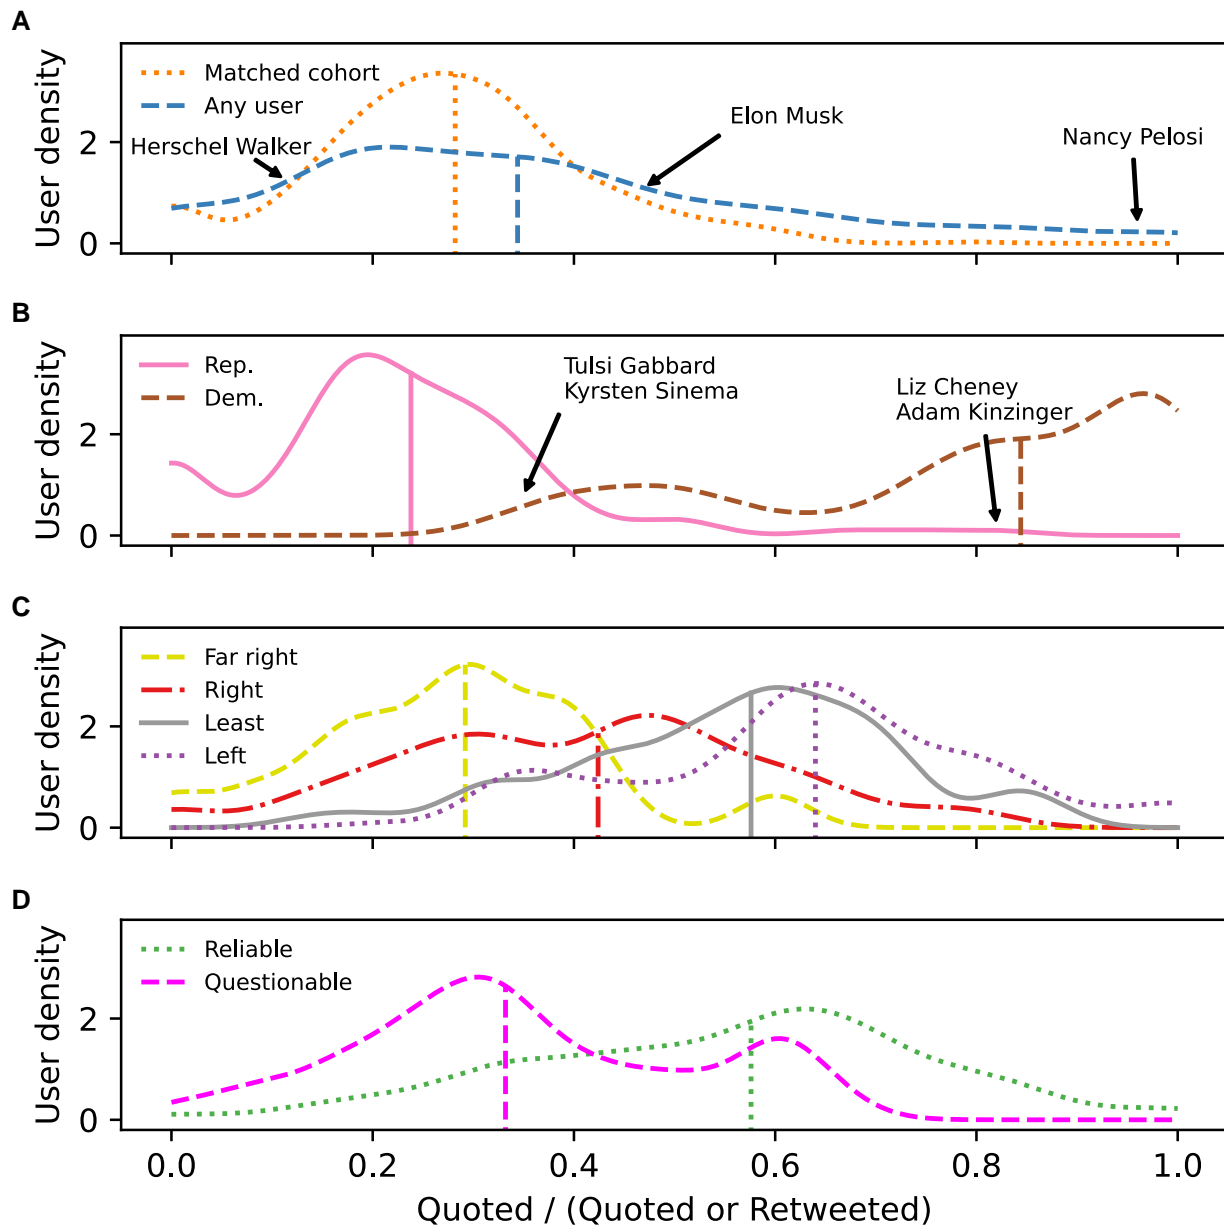 A
User density
2
0
Matched cohort
Any user
Herschel Walker
Elon Musk
Nancy Pelosi
B
User density
2
0
Rep.
Dem.
Tulsi Gabbard
Kyrsten Sinema
Liz Cheney
Adam Kinzinger
C
User density
2
0
Far right
Right
Least
Left
D
User density
2
0
Reliable
Questionable
0.0 0.2 0.4 0.6 0.8 1.0
Quoted / (Quoted or Retweeted)